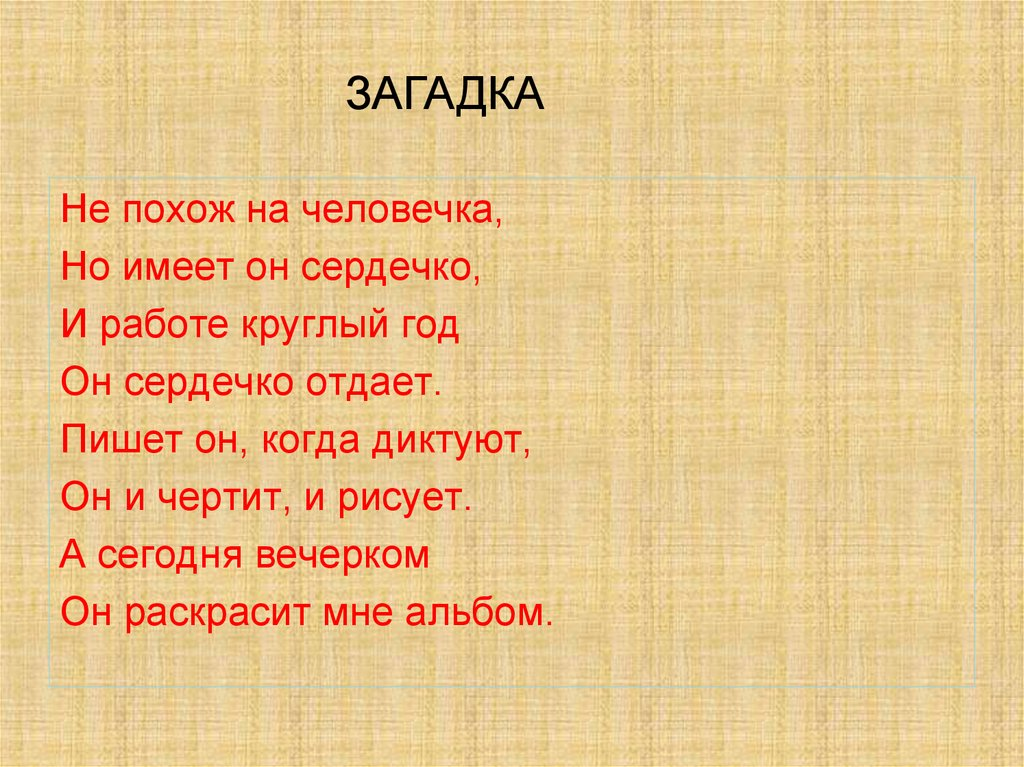 ЗАГАДКА
Не похож на человечка,
Но имеет он сердечко,
И работе круглый год
Он сердечко отдает.
Пишет он, когда диктуют,
Он и чертит, и рисует.
А сегодня вечерком
Он раскрасит мне альбом.